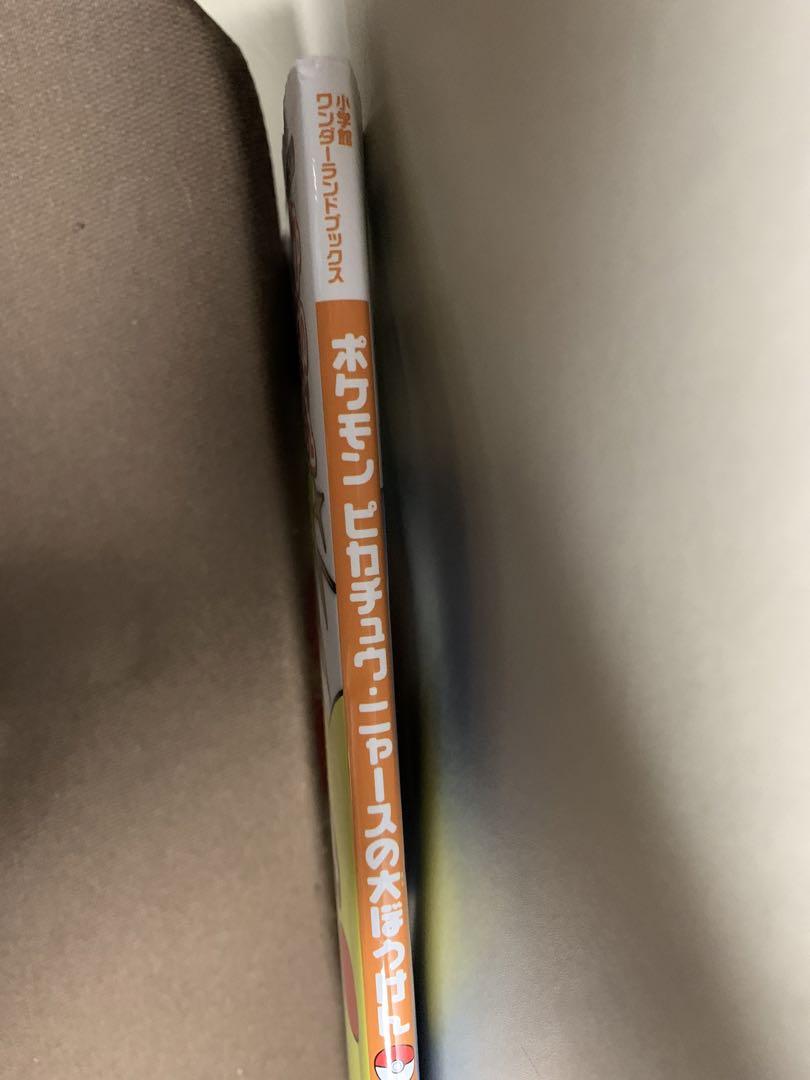 小学館
ワンダーランドブックス
ポケモン ピカチュウ・ニャースの大ぼうけん